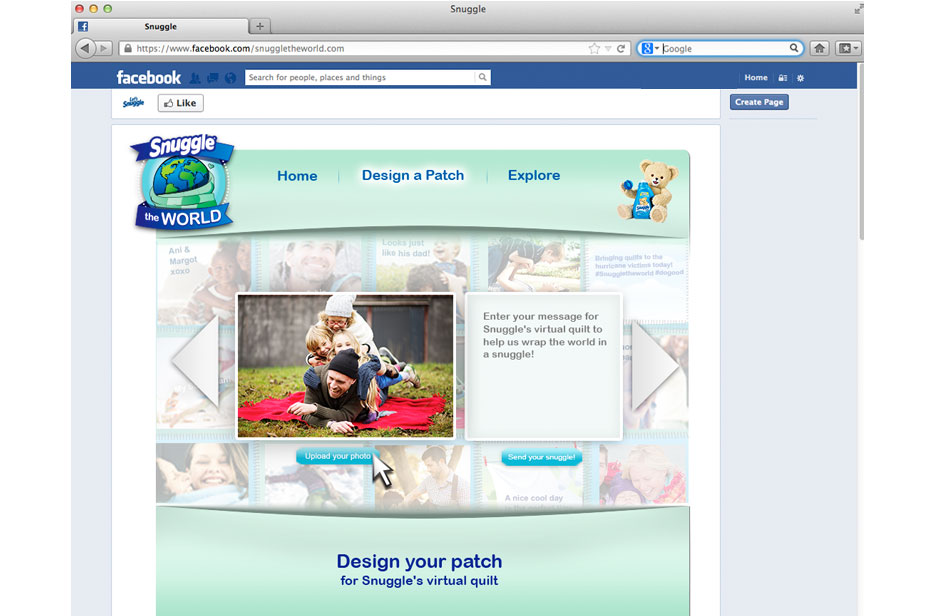 Snuggle
Snuggle
https://www.facebook.com/snuggletheworld.com
Google
facebook
Search for people, places and things
Home
Let's Snuggle
Like
Create Page
Snuggle
the WORLD
Home
Design a Patch
Explore
Ani &
Margot
xoxo
Looks just
like his dad!
Bringing quilts to the
hurricane victims today!
#Snuggletheworld #dogood
Enter your message for
Snuggle's virtual quilt to
help us wrap the world in
a snuggle!
Upload your photo
Send your snuggle!
A nice cool day
Design your patch
for Snuggle's virtual quilt